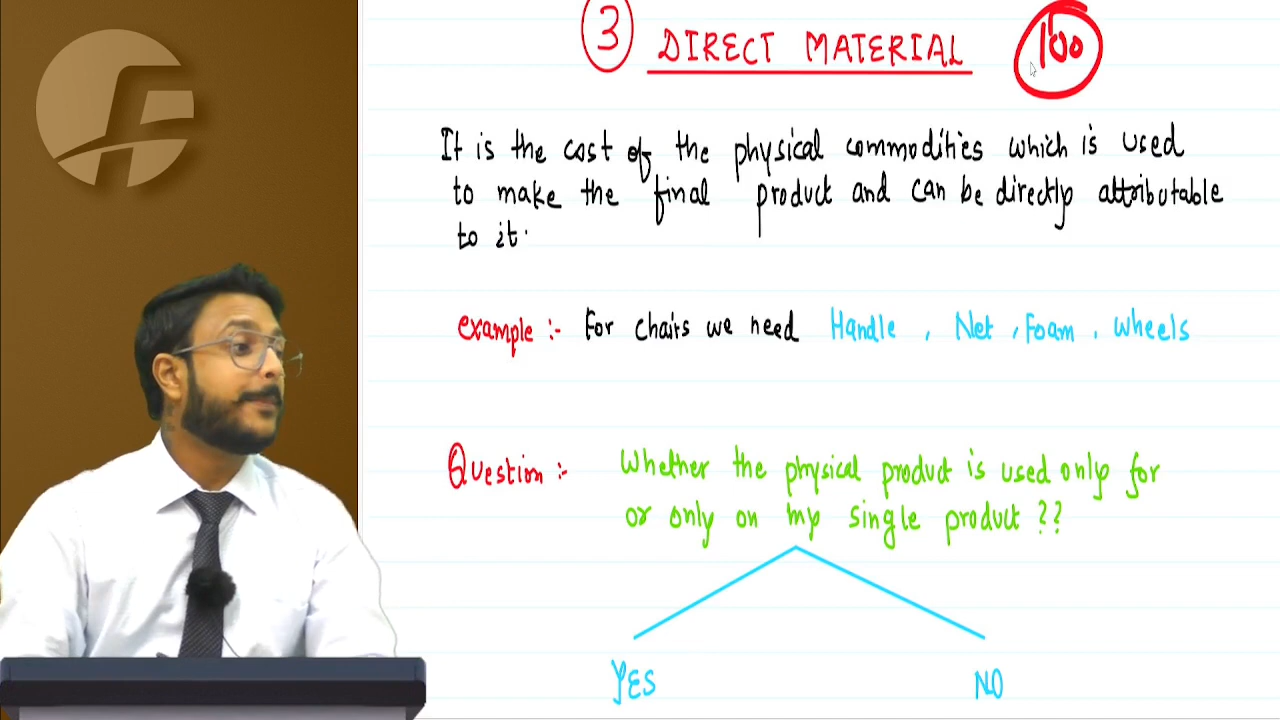 3 DIRECT MATERIAL 160
It is the cost of the physical commodities which is used
to make the final product and can be directly attributable
to it.
example :- For chairs we need Handle , Net , Foam , wheels
Question :- Whether the physical product is used only for
or only on my single product ??
YES NO